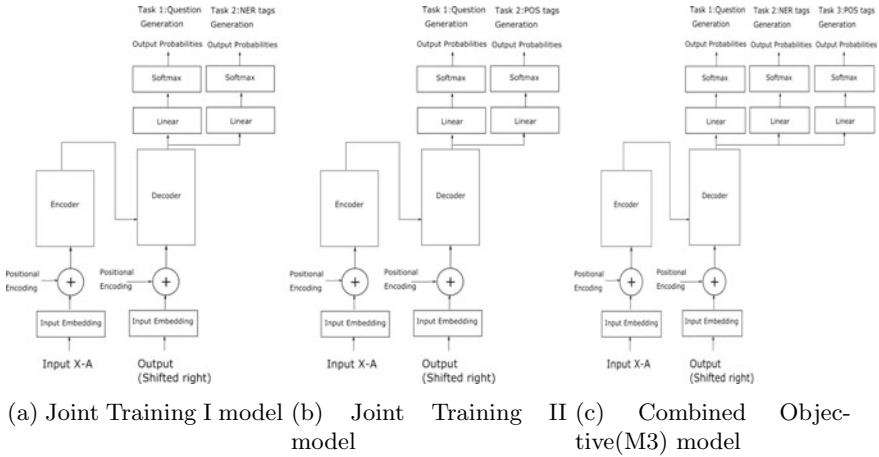 Task 1:Question Generation
Task 2:NER tags Generation
Output Probabilities
Output Probabilities
Softmax
Softmax
Linear
Linear
Encoder
Decoder
Positional Encoding
+
Positional Encoding
+
Input Embedding
Input Embedding
Input X-A
Output
(Shifted right)
(a) Joint Training I model
Task 1:Question Generation
Task 2:POS tags Generation
Output Probabilities
Output Probabilities
Softmax
Softmax
Linear
Linear
Encoder
Decoder
Positional Encoding
+
Positional Encoding
+
Input Embedding
Input Embedding
Input X-A
Output
(Shifted right)
(b) Joint Training II
model
Task 1:Question Generation
Task 2:NER tags Generation
Task 3:POS tags Generation
Output Probabilities
Output Probabilities
Output Probabilities
Softmax
Softmax
Softmax
Linear
Linear
Linear
Encoder
Decoder
Positional Encoding
+
Positional Encoding
+
Input Embedding
Input Embedding
Input X-A
Output
(Shifted right)
(c) Combined Objec-
tive(M3) model